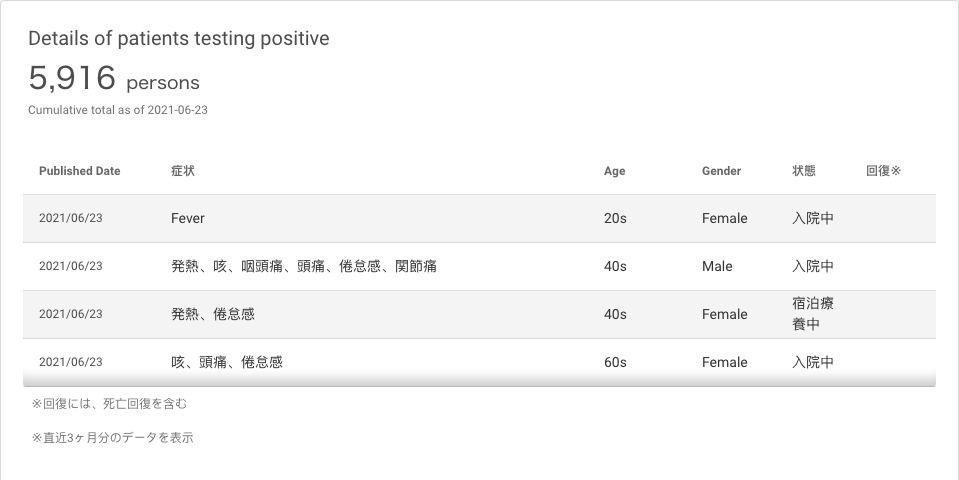 Details of patients testing positive
5,916 persons
Cumulative total as of 2021-06-23
Published Date 症状 Age Gender 状態 回復※
2021/06/23 Fever 20s Female 入院中
2021/06/23 発熱、咳、咽頭痛、頭痛、倦怠感、関節痛 40s Male 入院中
2021/06/23 発熱、倦怠感 40s Female 宿泊療
養中
2021/06/23 咳、頭痛、倦怠感 60s Female 入院中
※回復には、死亡回復を含む
※直近3ヶ月分のデータを表示